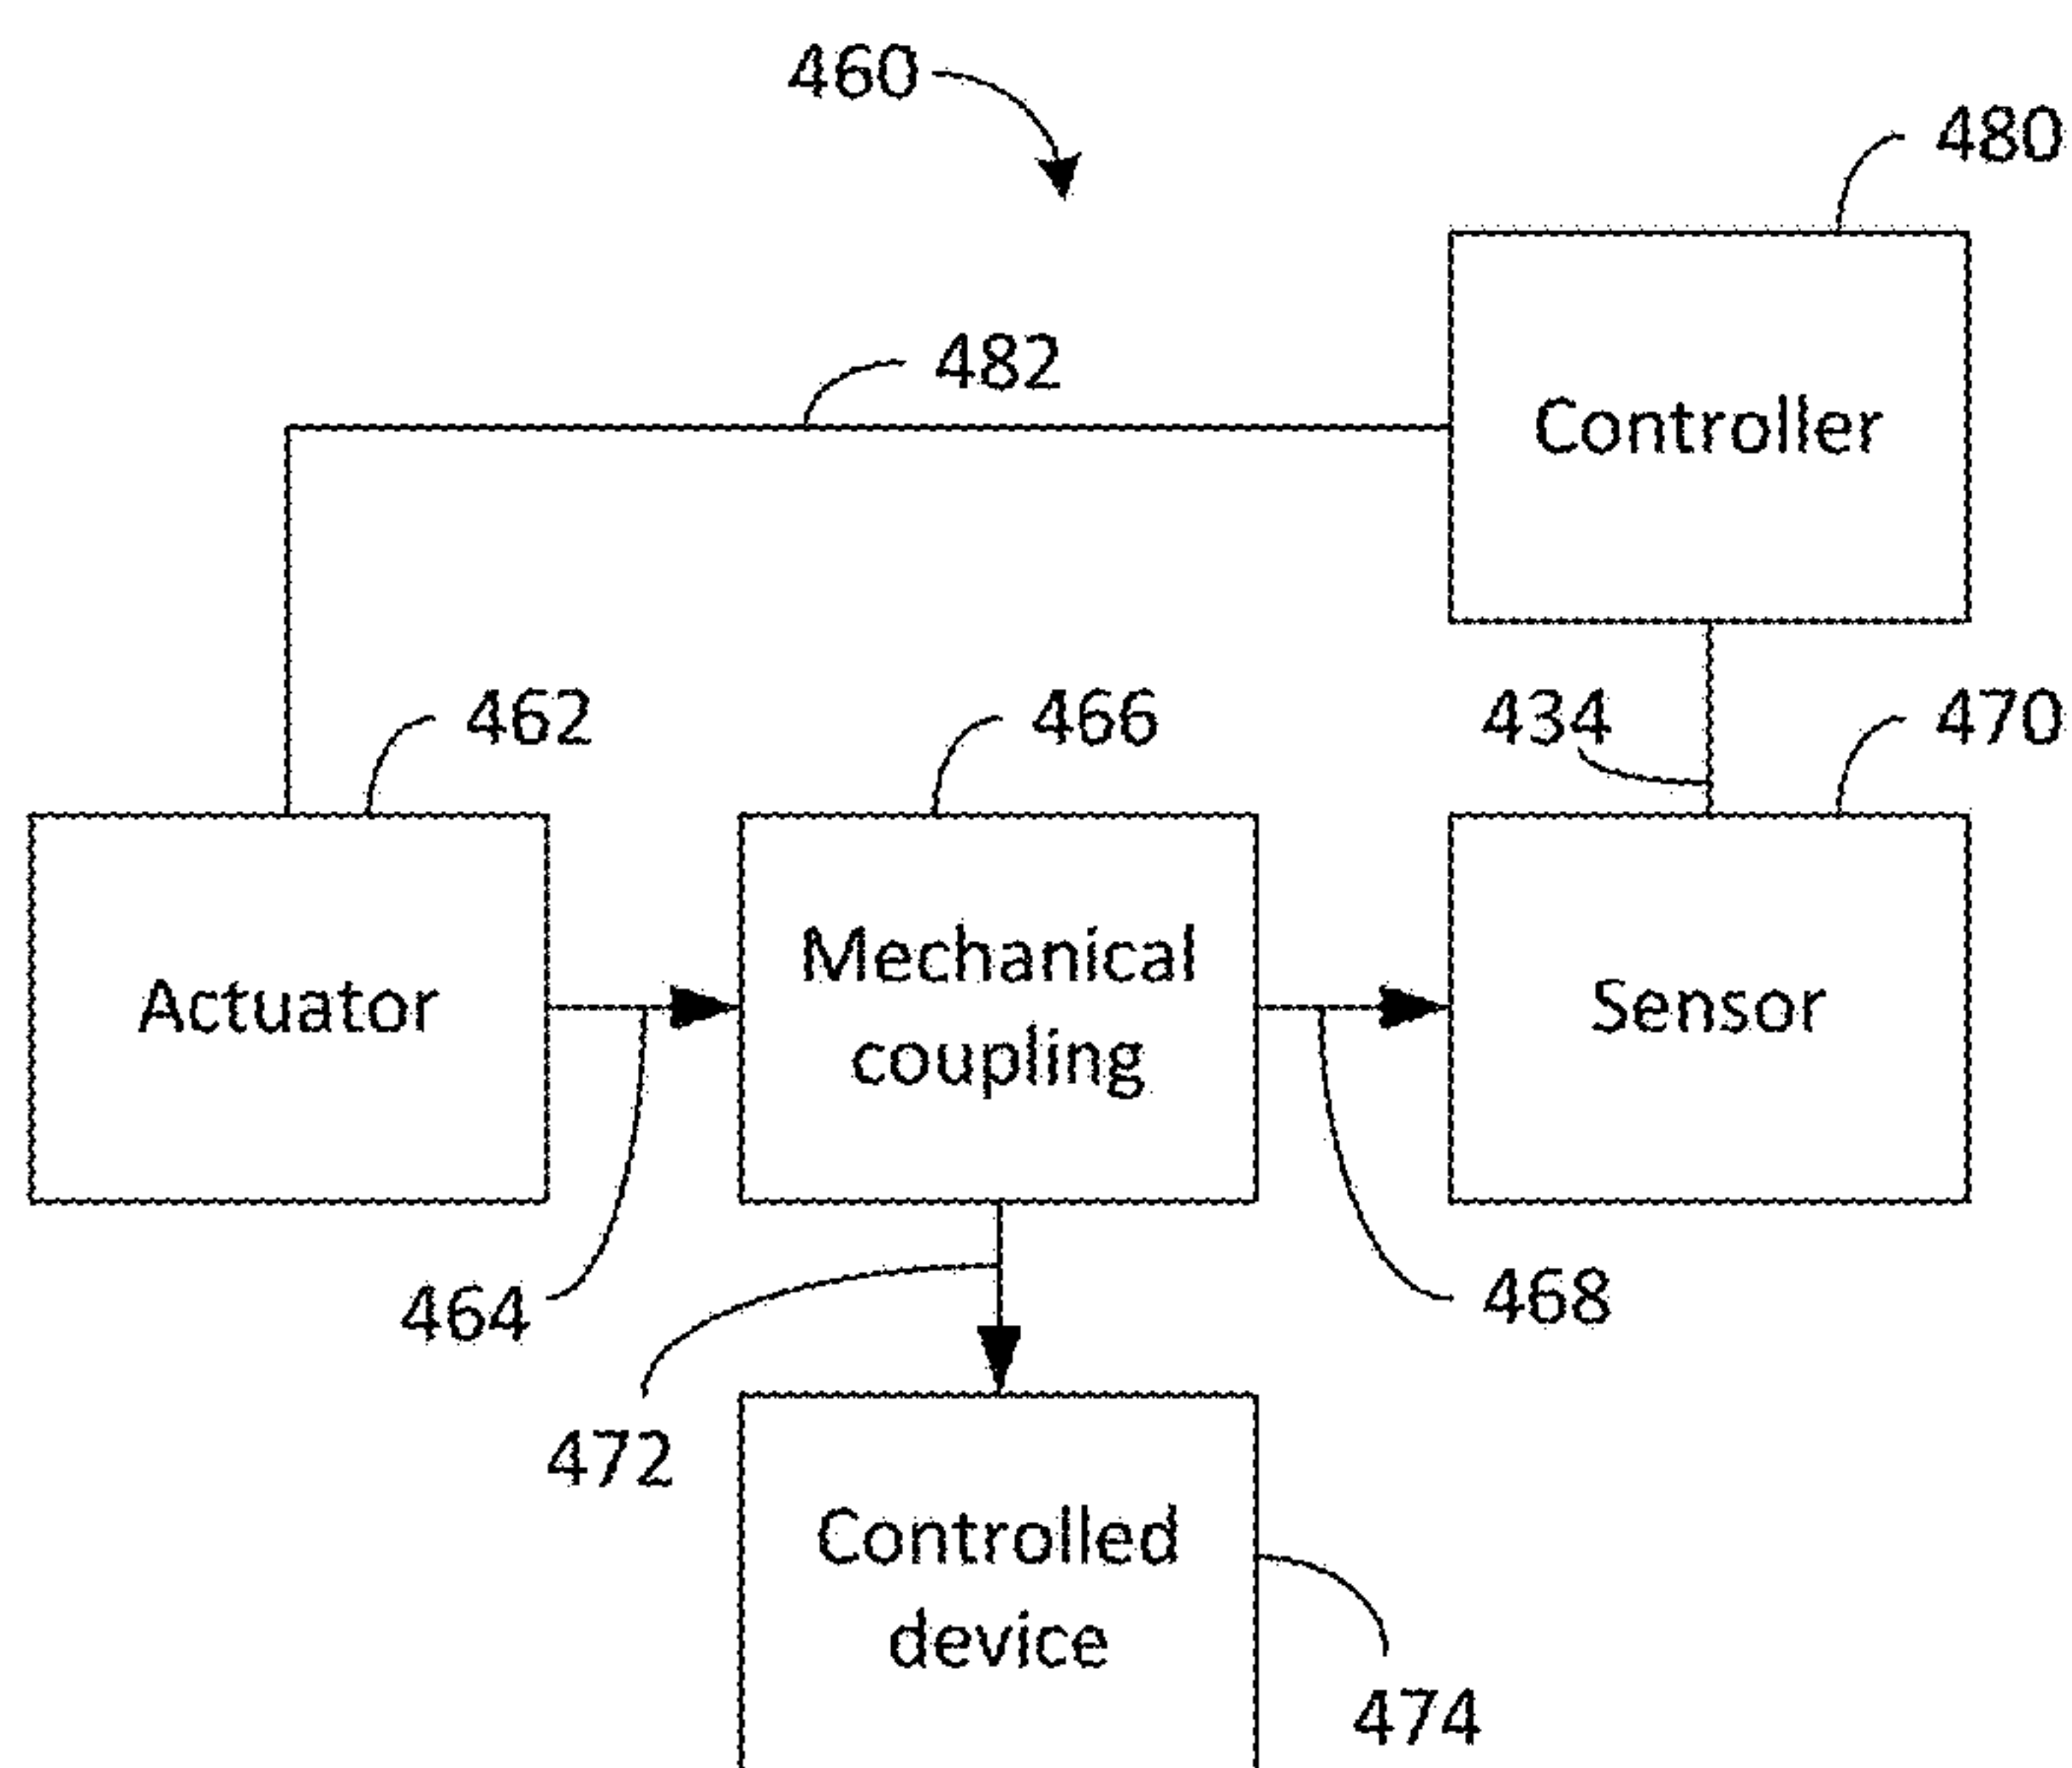 460
480
482
Controller
462
466
434
470
Actuator
Mechanical
coupling
Sensor
464
468
472
Controlled
device
474